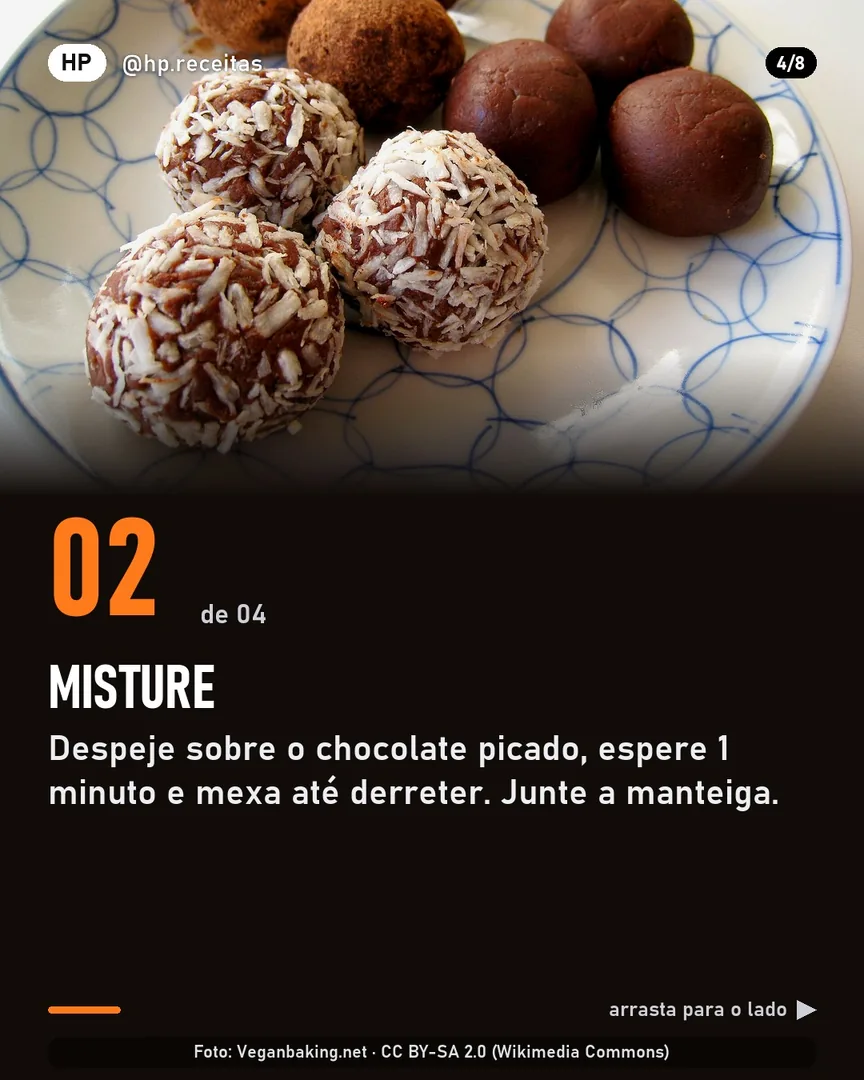 HP @hp.receitas 4/8
02 de 04
MISTURE
Despeje sobre o chocolate picado, espere 1
minuto e mexa até derreter. Junte a manteiga.
arrasta para o lado ▶
Foto: Veganbaking.net · CC BY-SA 2.0 (Wikimedia Commons)